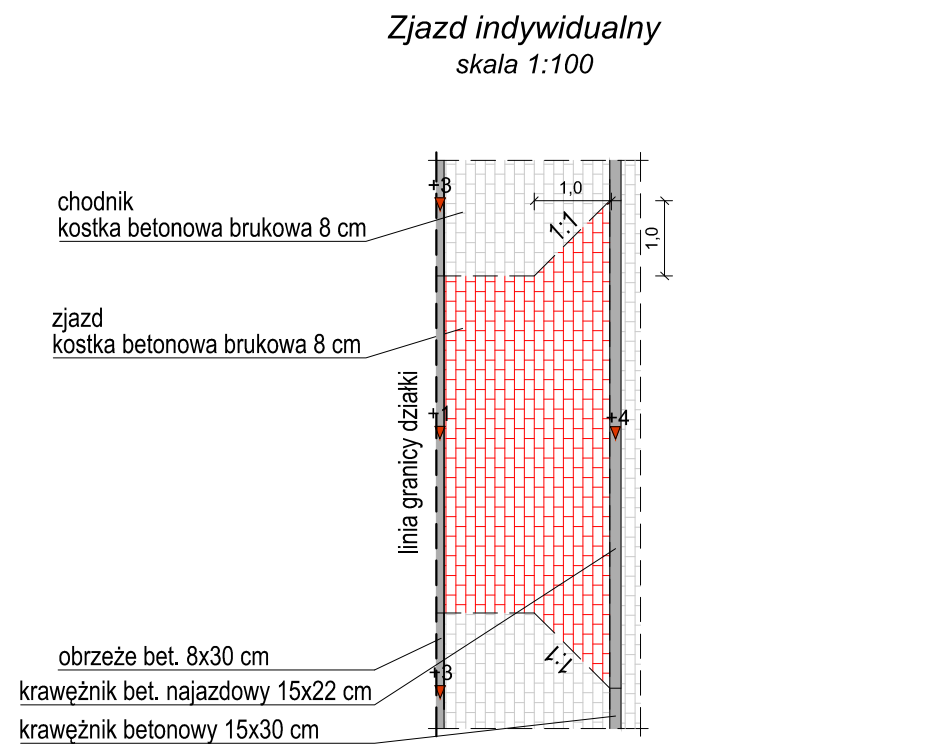 Zjazd indywidualny
skala 1:100
+3
1,0
chodnik
kostka betonowa brukowa 8 cm
1:1
1,0
zjazd
kostka betonowa brukowa 8 cm
linia granicy działki
+1
+4
obrzeże bet. 8x30 cm
1:1
+3
krawężnik bet. najazdowy 15x22 cm
krawężnik betonowy 15x30 cm